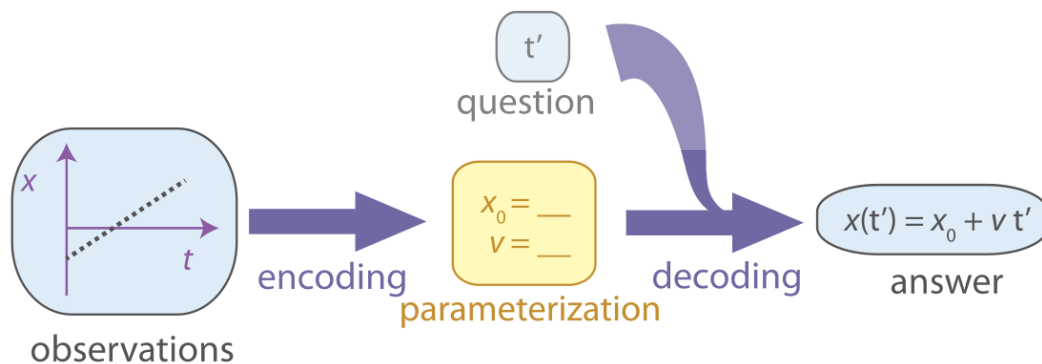 t′
question
x
t
observations
encoding
x₀ = __
v = __
parameterization
decoding
x(t′) = x₀ + v t′
answer